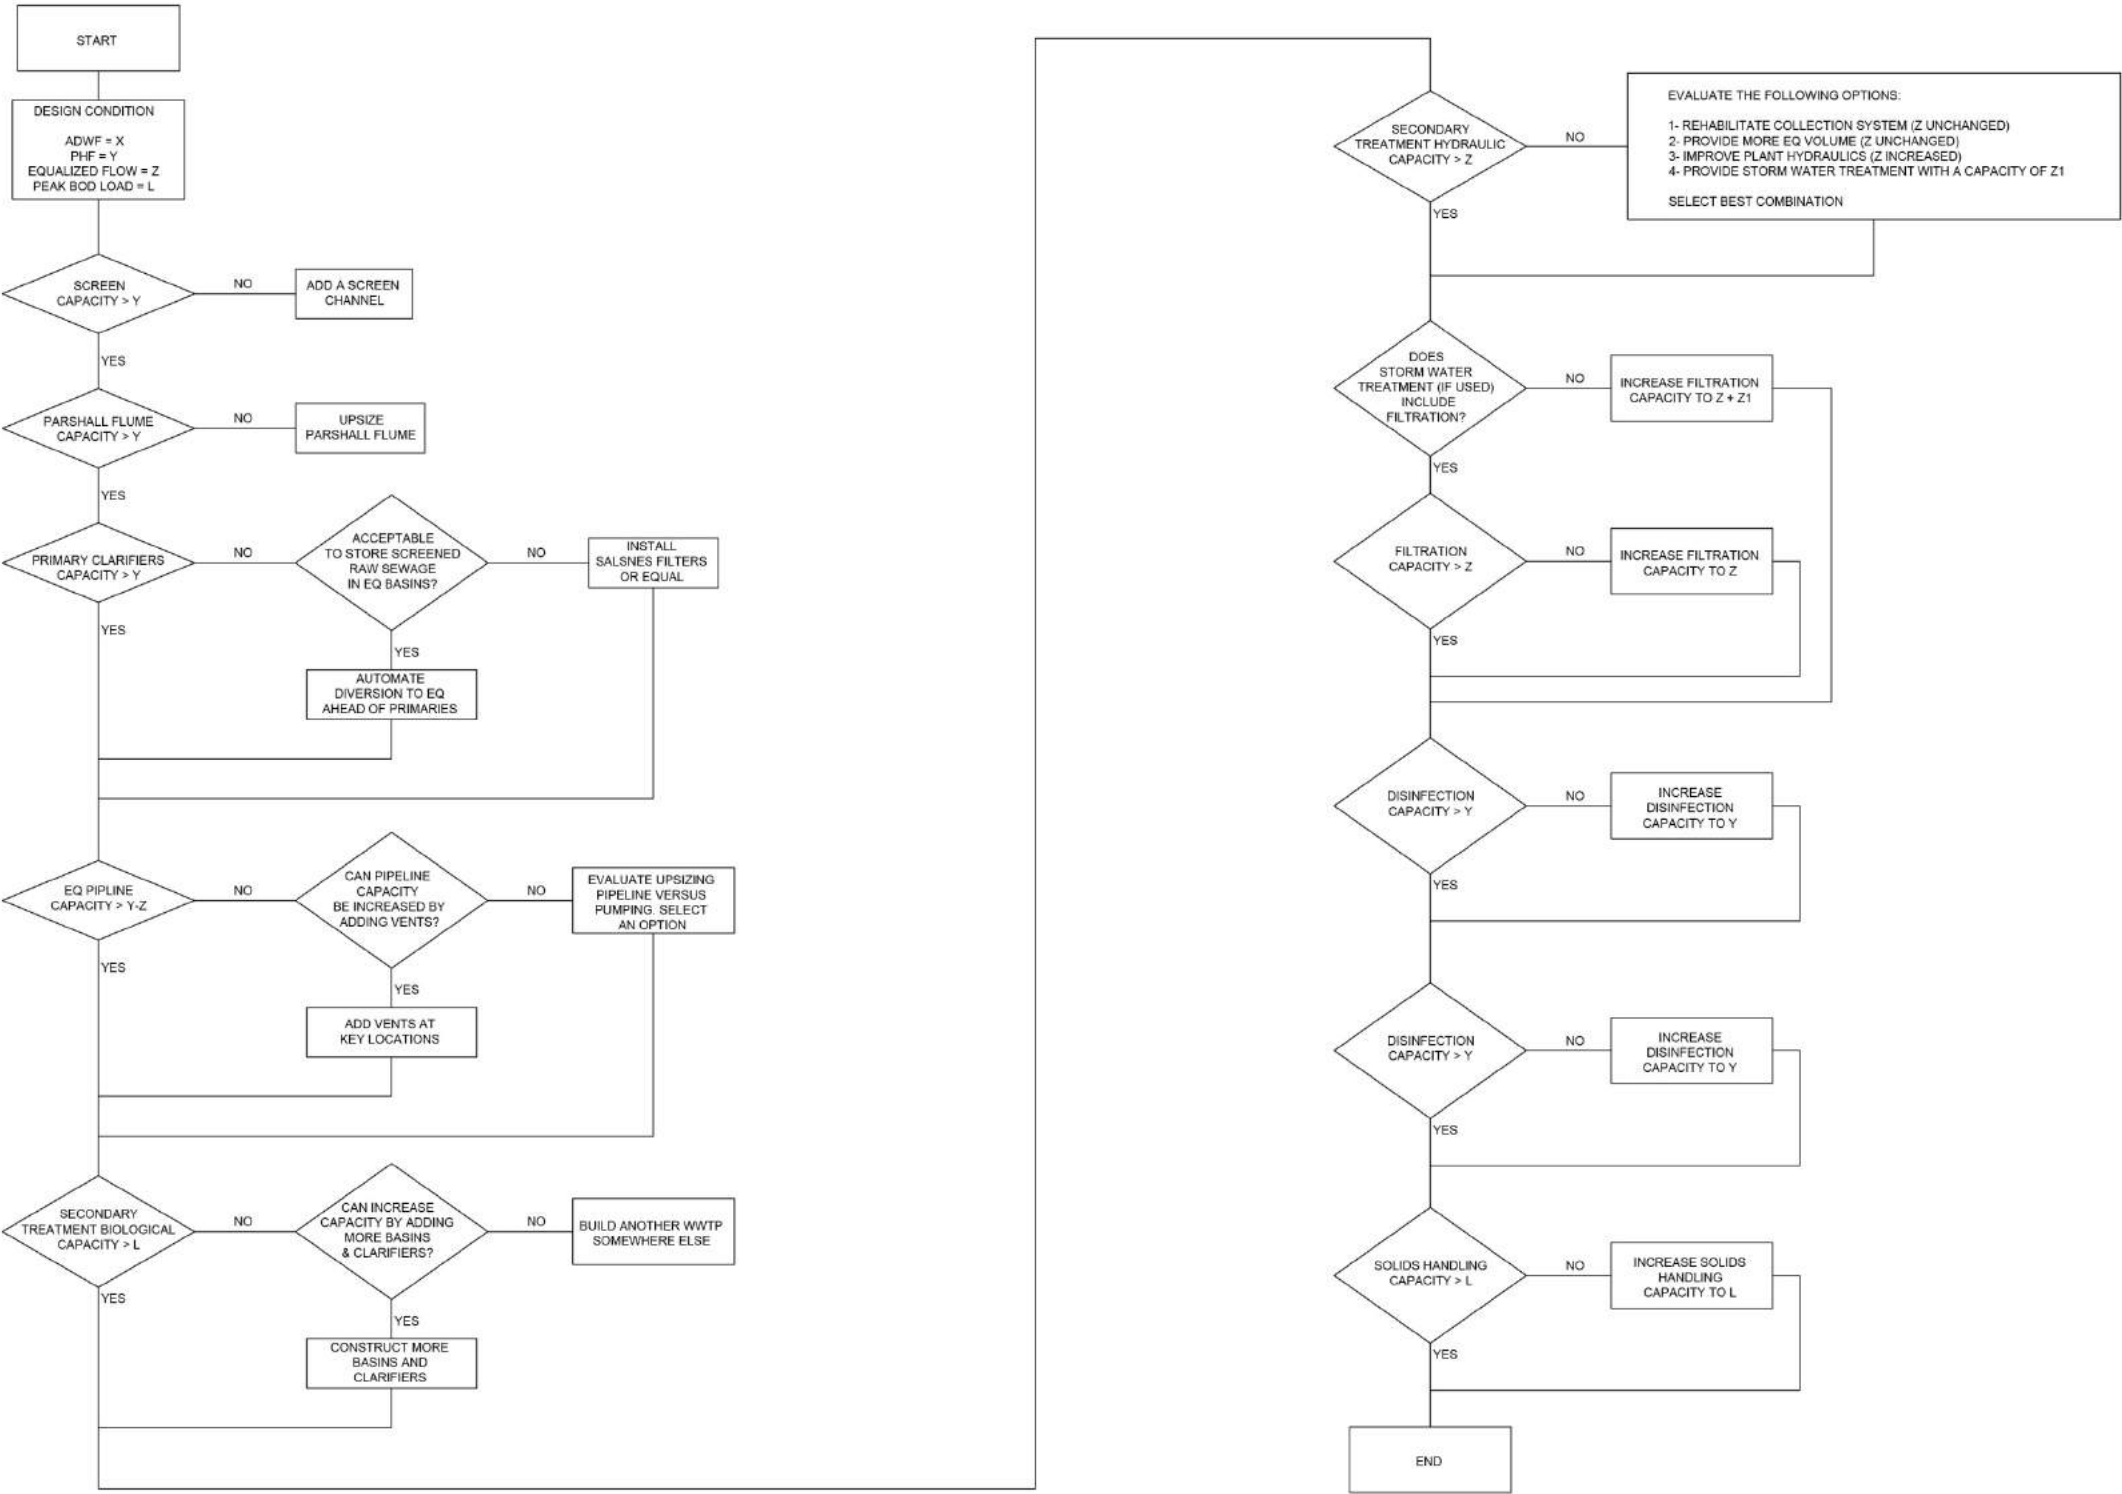 START
DESIGN CONDITION
ADWF = X
PHF = Y
EQUALIZED FLOW = Z
PEAK BOD LOAD = L
SCREEN
CAPACITY > Y
NO
ADD A SCREEN
CHANNEL
YES
PARSHALL FLUME
CAPACITY > Y
NO
UPSIZE
PARSHALL FLUME
YES
PRIMARY CLARIFIERS
CAPACITY > Y
NO
ACCEPTABLE
TO STORE SCREENED
RAW SEWAGE
IN EQ BASINS?
NO
INSTALL
SALSNES FILTERS
OR EQUAL
YES
YES
AUTOMATE
DIVERSION TO EQ
AHEAD OF PRIMARIES
EQ PIPLINE
CAPACITY > Y-Z
NO
CAN PIPELINE
CAPACITY
BE INCREASED BY
ADDING VENTS?
NO
EVALUATE UPSIZING
PIPELINE VERSUS
PUMPING. SELECT
AN OPTION
YES
YES
ADD VENTS AT
KEY LOCATIONS
SECONDARY
TREATMENT BIOLOGICAL
CAPACITY > L
NO
CAN INCREASE
CAPACITY BY ADDING
MORE BASINS
& CLARIFIERS?
NO
BUILD ANOTHER WWTP
SOMEWHERE ELSE
YES
YES
CONSTRUCT MORE
BASINS AND
CLARIFIERS
SECONDARY
TREATMENT HYDRAULIC
CAPACITY > Z
NO
EVALUATE THE FOLLOWING OPTIONS:
1- REHABILITATE COLLECTION SYSTEM (Z UNCHANGED)
2- PROVIDE MORE EQ VOLUME (Z UNCHANGED)
3- IMPROVE PLANT HYDRAULICS (Z INCREASED)
4- PROVIDE STORM WATER TREATMENT WITH A CAPACITY OF Z1
SELECT BEST COMBINATION
YES
DOES
STORM WATER
TREATMENT (IF USED)
INCLUDE
FILTRATION?
NO
INCREASE FILTRATION
CAPACITY TO Z + Z1
YES
FILTRATION
CAPACITY > Z
NO
INCREASE FILTRATION
CAPACITY TO Z
YES
DISINFECTION
CAPACITY > Y
NO
INCREASE
DISINFECTION
CAPACITY TO Y
YES
DISINFECTION
CAPACITY > Y
NO
INCREASE
DISINFECTION
CAPACITY TO Y
YES
SOLIDS HANDLING
CAPACITY > L
NO
INCREASE SOLIDS
HANDLING
CAPACITY TO L
YES
END